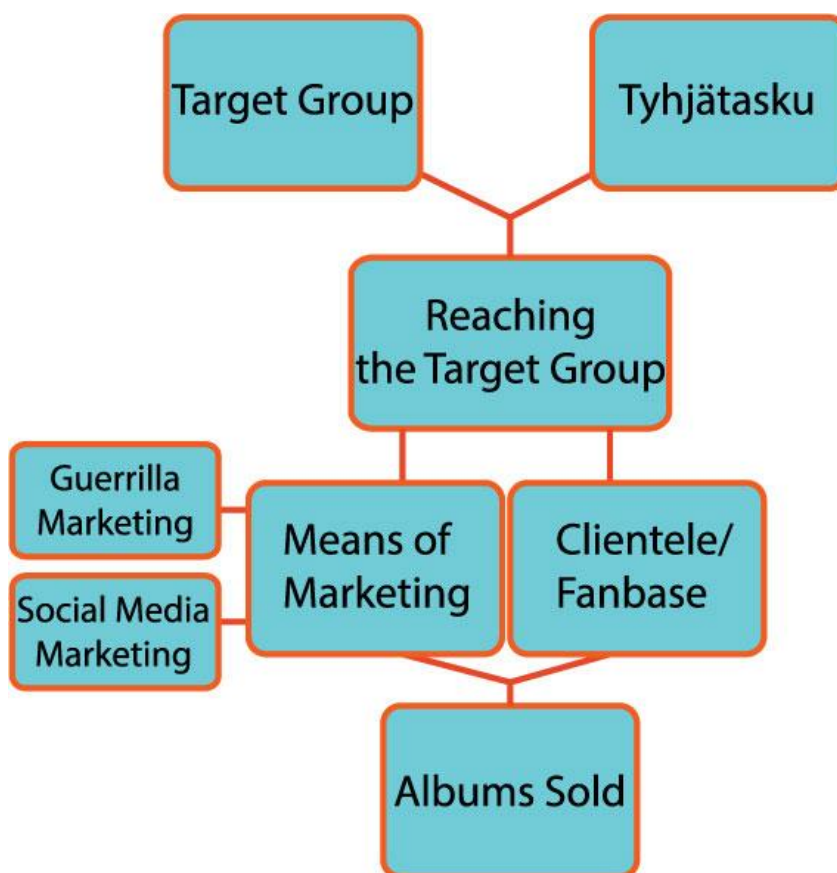 Target Group
Tyhjätasku
Reaching
the Target Group
Guerrilla
Marketing
Social Media
Marketing
Means of
Marketing
Clientele/
Fanbase
Albums Sold